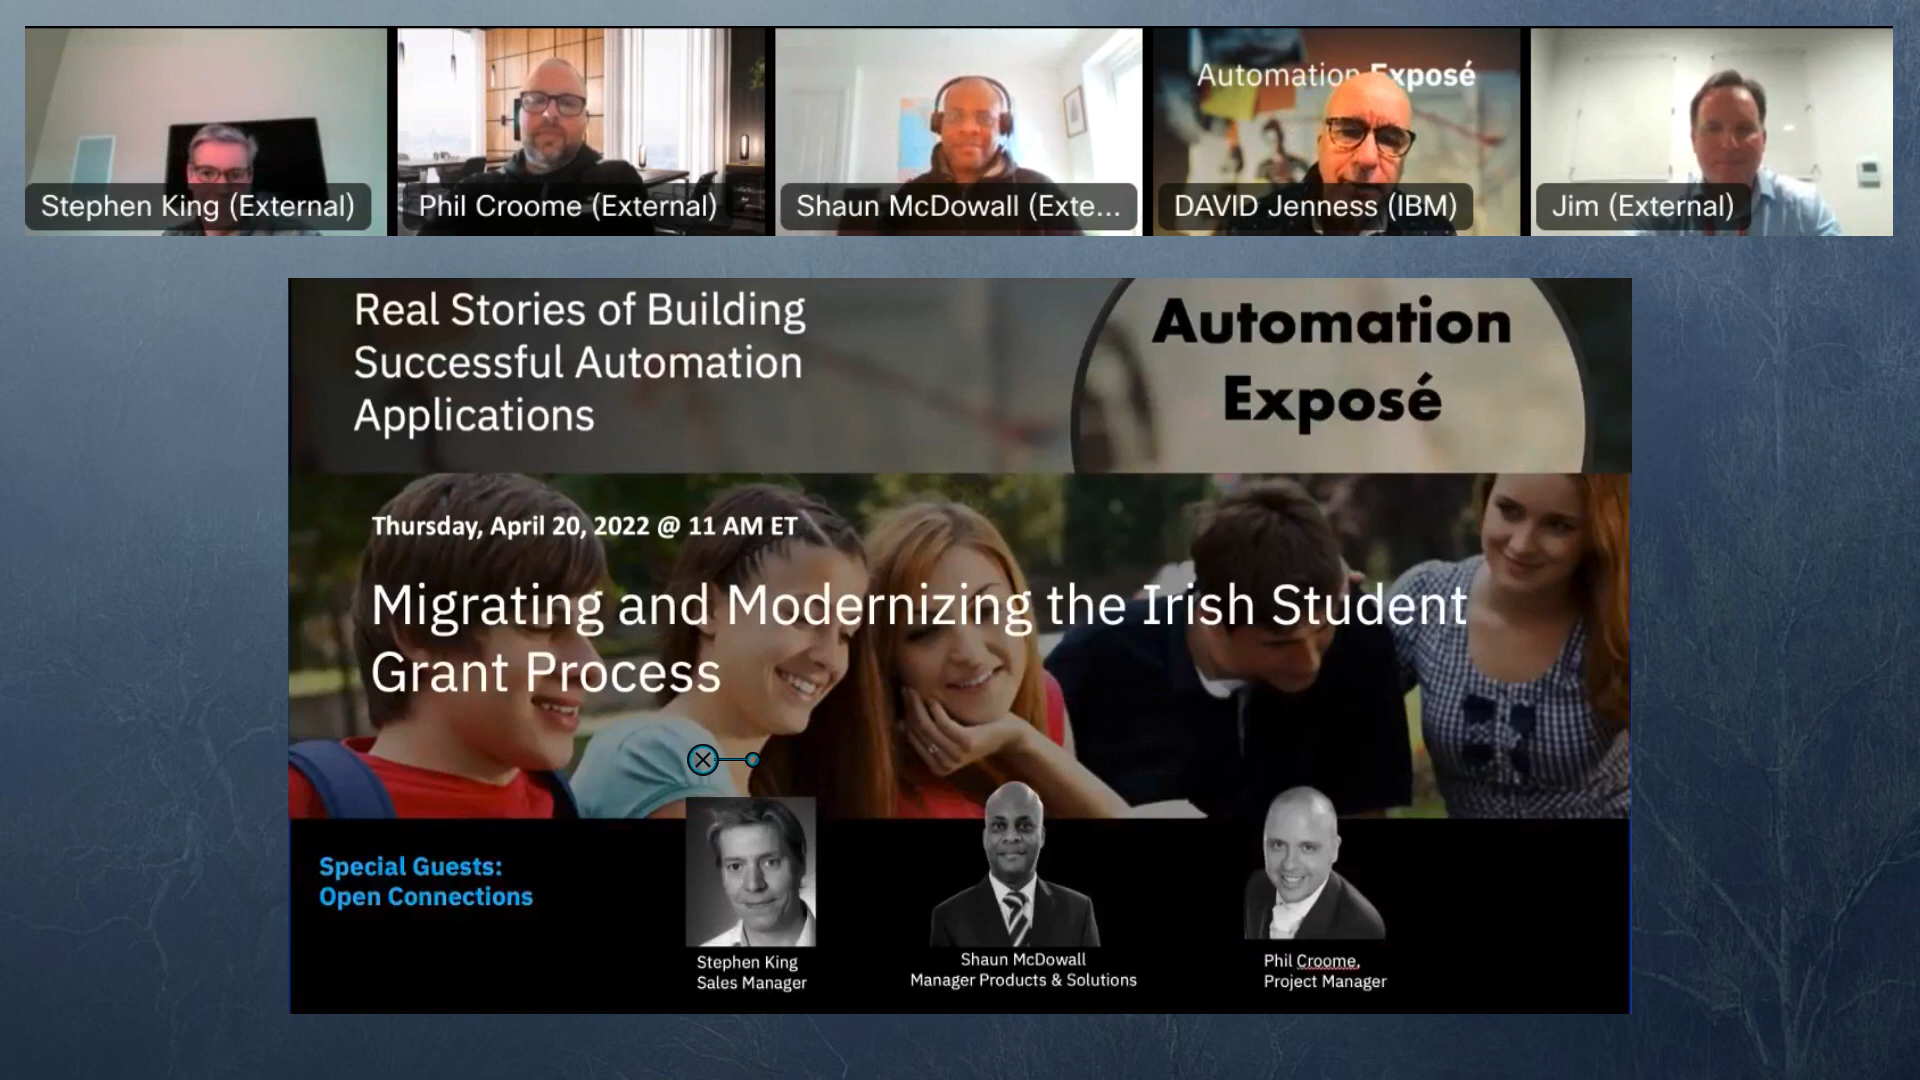 Automation Exposé
Stephen King (External)
Phil Croome (External)
Shaun McDowall (Exte...
DAVID Jenness (IBM)
Jim (External)
Real Stories of Building
Successful Automation
Applications
Automation
Exposé
Thursday, April 20, 2022 @ 11 AM ET
Migrating and Modernizing the Irish Student
Grant Process
Special Guests:
Open Connections
Stephen King
Sales Manager
Shaun McDowall
Manager Products & Solutions
Phil Croome,
Project Manager